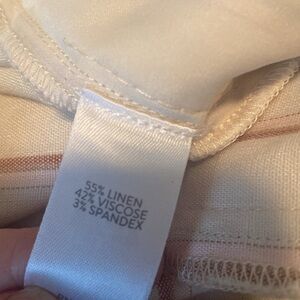 55% LINEN
42% VISCOSE
3% SPANDEX